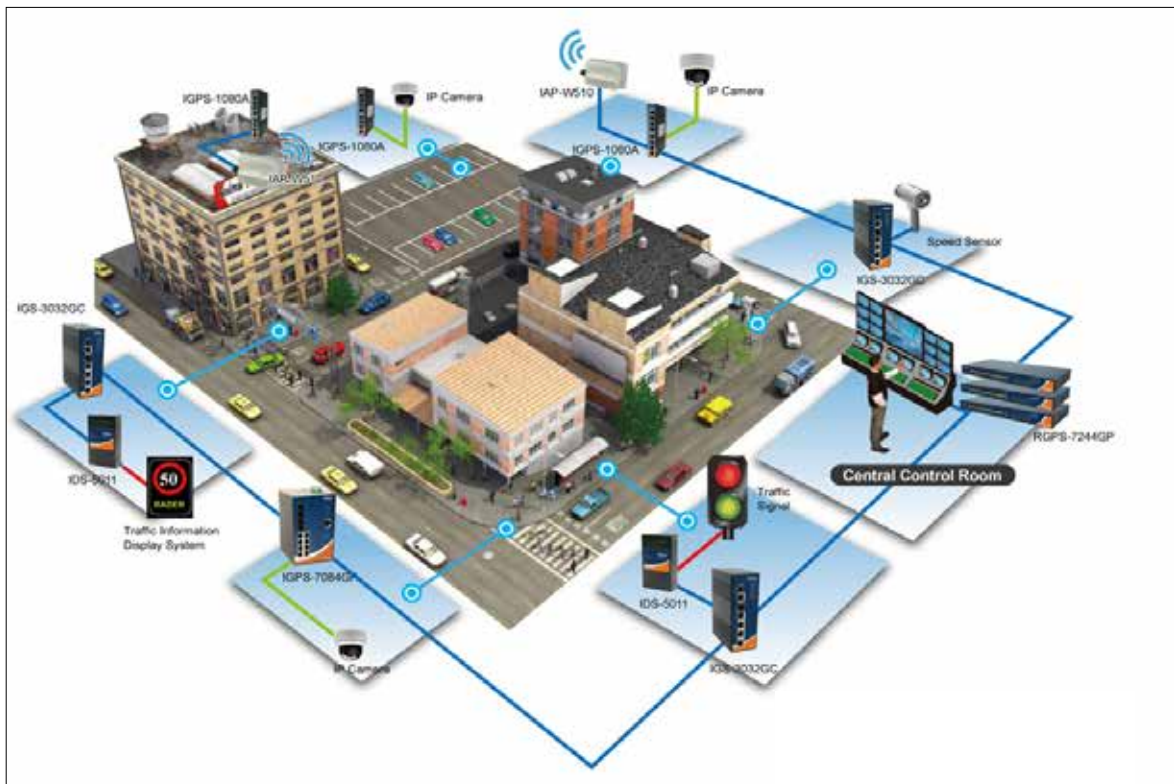 IGPS-1080A
IP Camera
IGPS-1080A
IAP-W51
IAP-W510
IP Camera
IGPS-1080A
Speed Sensor
IGS-3032GC
IGS-3032GC
IDS-5011
50
Traffic Information
Display System
IGPS-7084GP
IP Camera
Traffic
Signal
IDS-5011
IGS-3032GC
RGPS-7244GP
Central Control Room